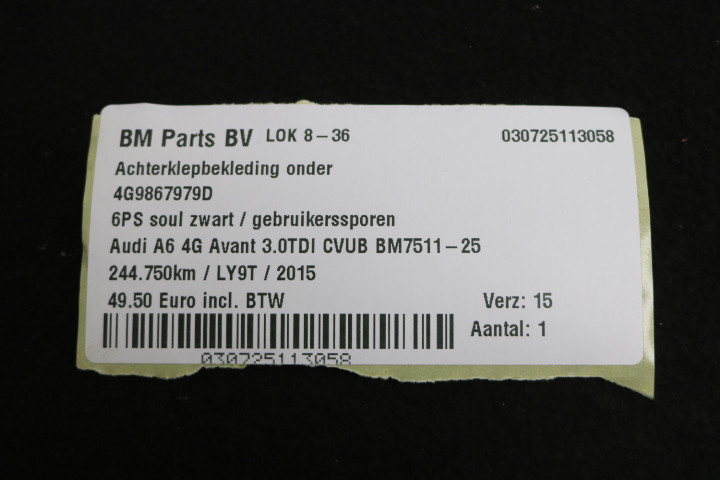 BM Parts BV LOK 8-36 030725113058
Achterklepbekleding onder
4G9867979D
6PS soul zwart / gebruikerssporen
Audi A6 4G Avant 3.0TDI CVUB BM7511-25
244.750km / LY9T / 2015
49.50 Euro incl. BTW Verz: 15
Aantal: 1
030725113058